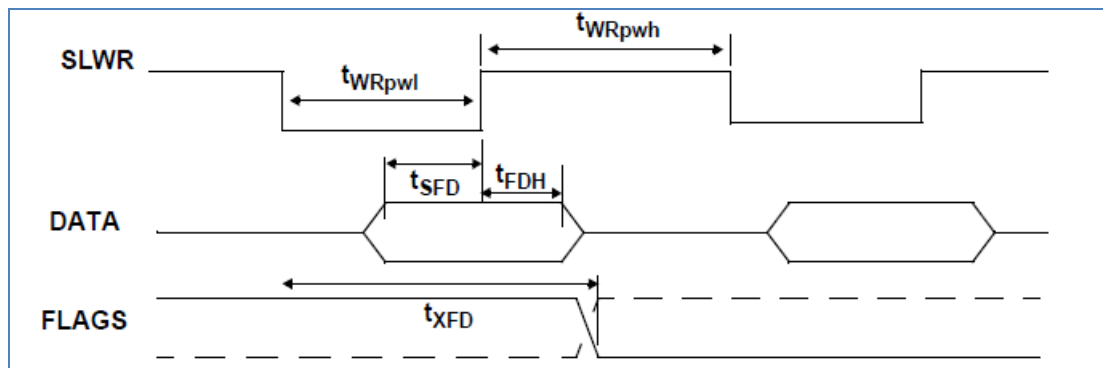 tWRpwh
SLWR
tWRpwl
tSFD
tFDH
DATA
FLAGS
tXFD